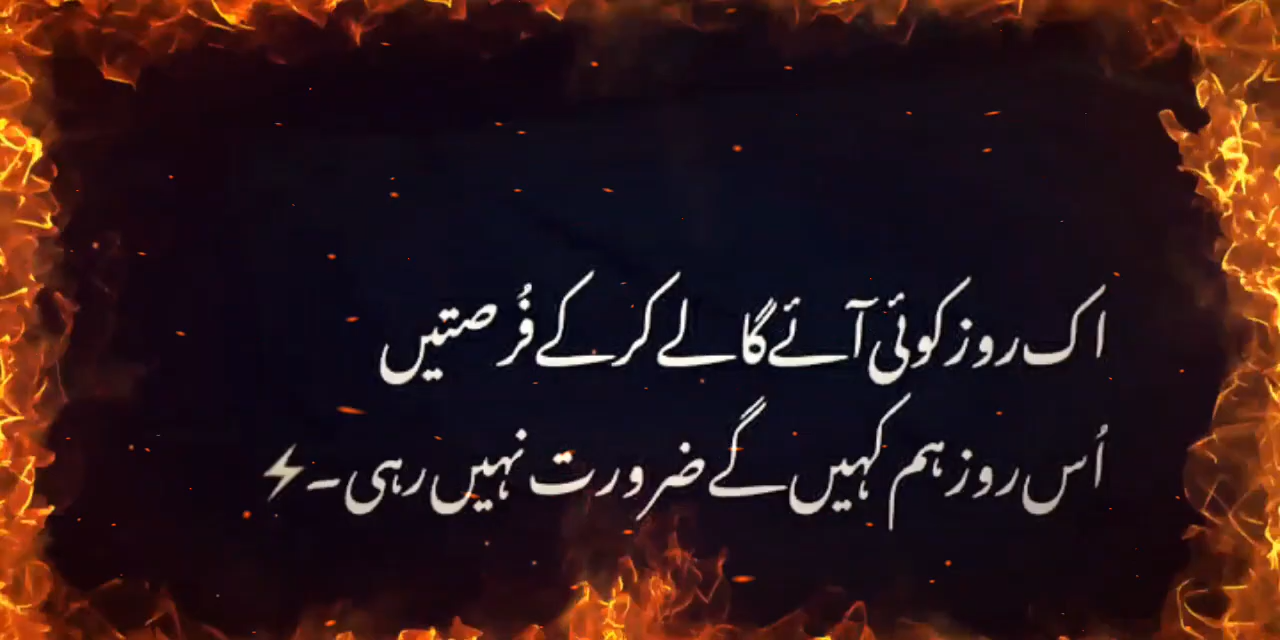 اک روز کوئی آئے گا لے کر کے فُرصتیں
اُس روز ہم کہیں گے ضرورت نہیں رہی۔⚡